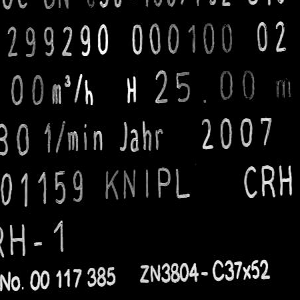 299290 000100 02
00m³/h H 25.00 m
30 1/min Jahr 2007
01159 KNIPL CRH
RH-1
No. 00 117 385 ZN3804-C37x52